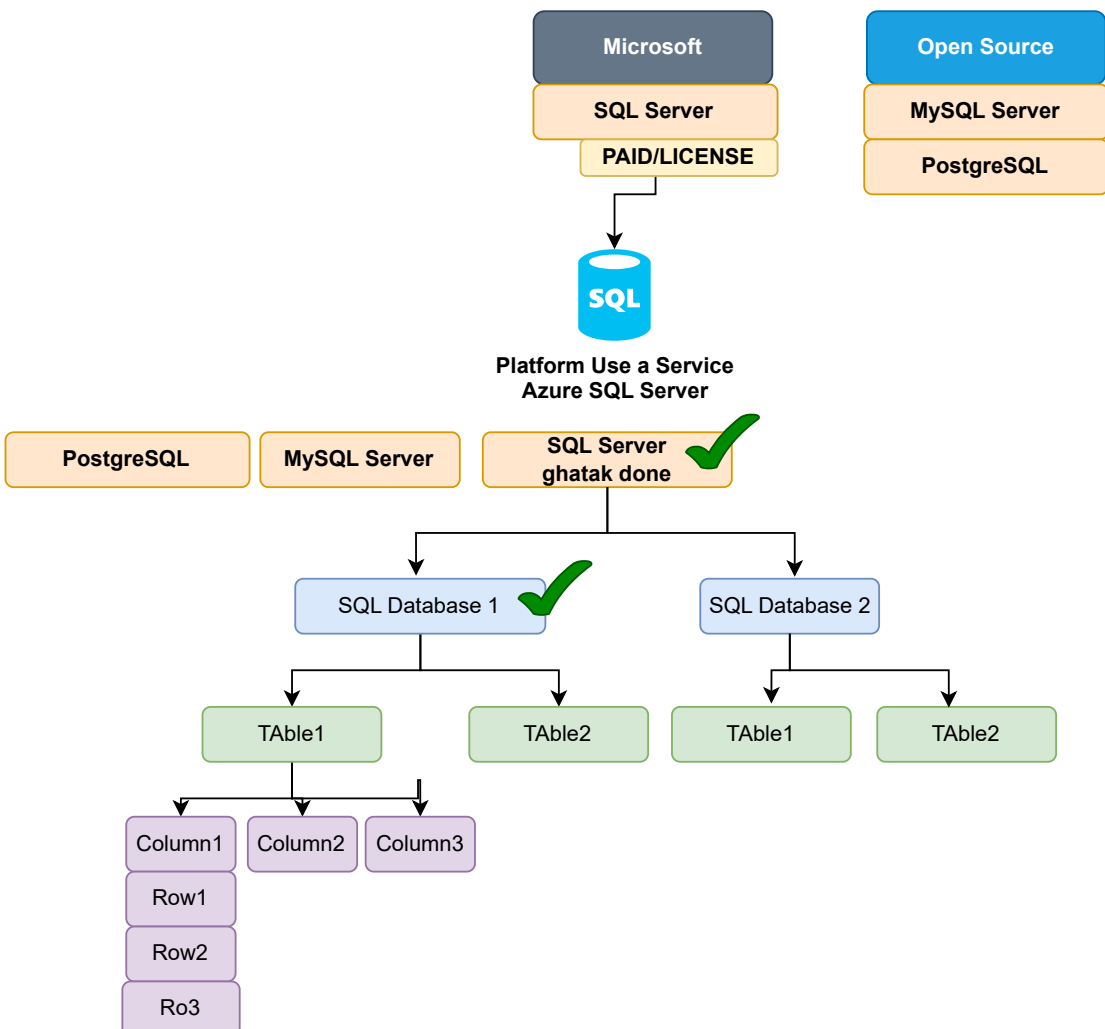 Microsoft
Open Source
SQL Server
MySQL Server
PAID/LICENSE
PostgreSQL
SQL
Platform Use a Service
Azure SQL Server
PostgreSQL
MySQL Server
SQL Server
ghatak done
SQL Database 1
SQL Database 2
TAble1
TAble2
TAble1
TAble2
Column1
Column2
Column3
Row1
Row2
Ro3